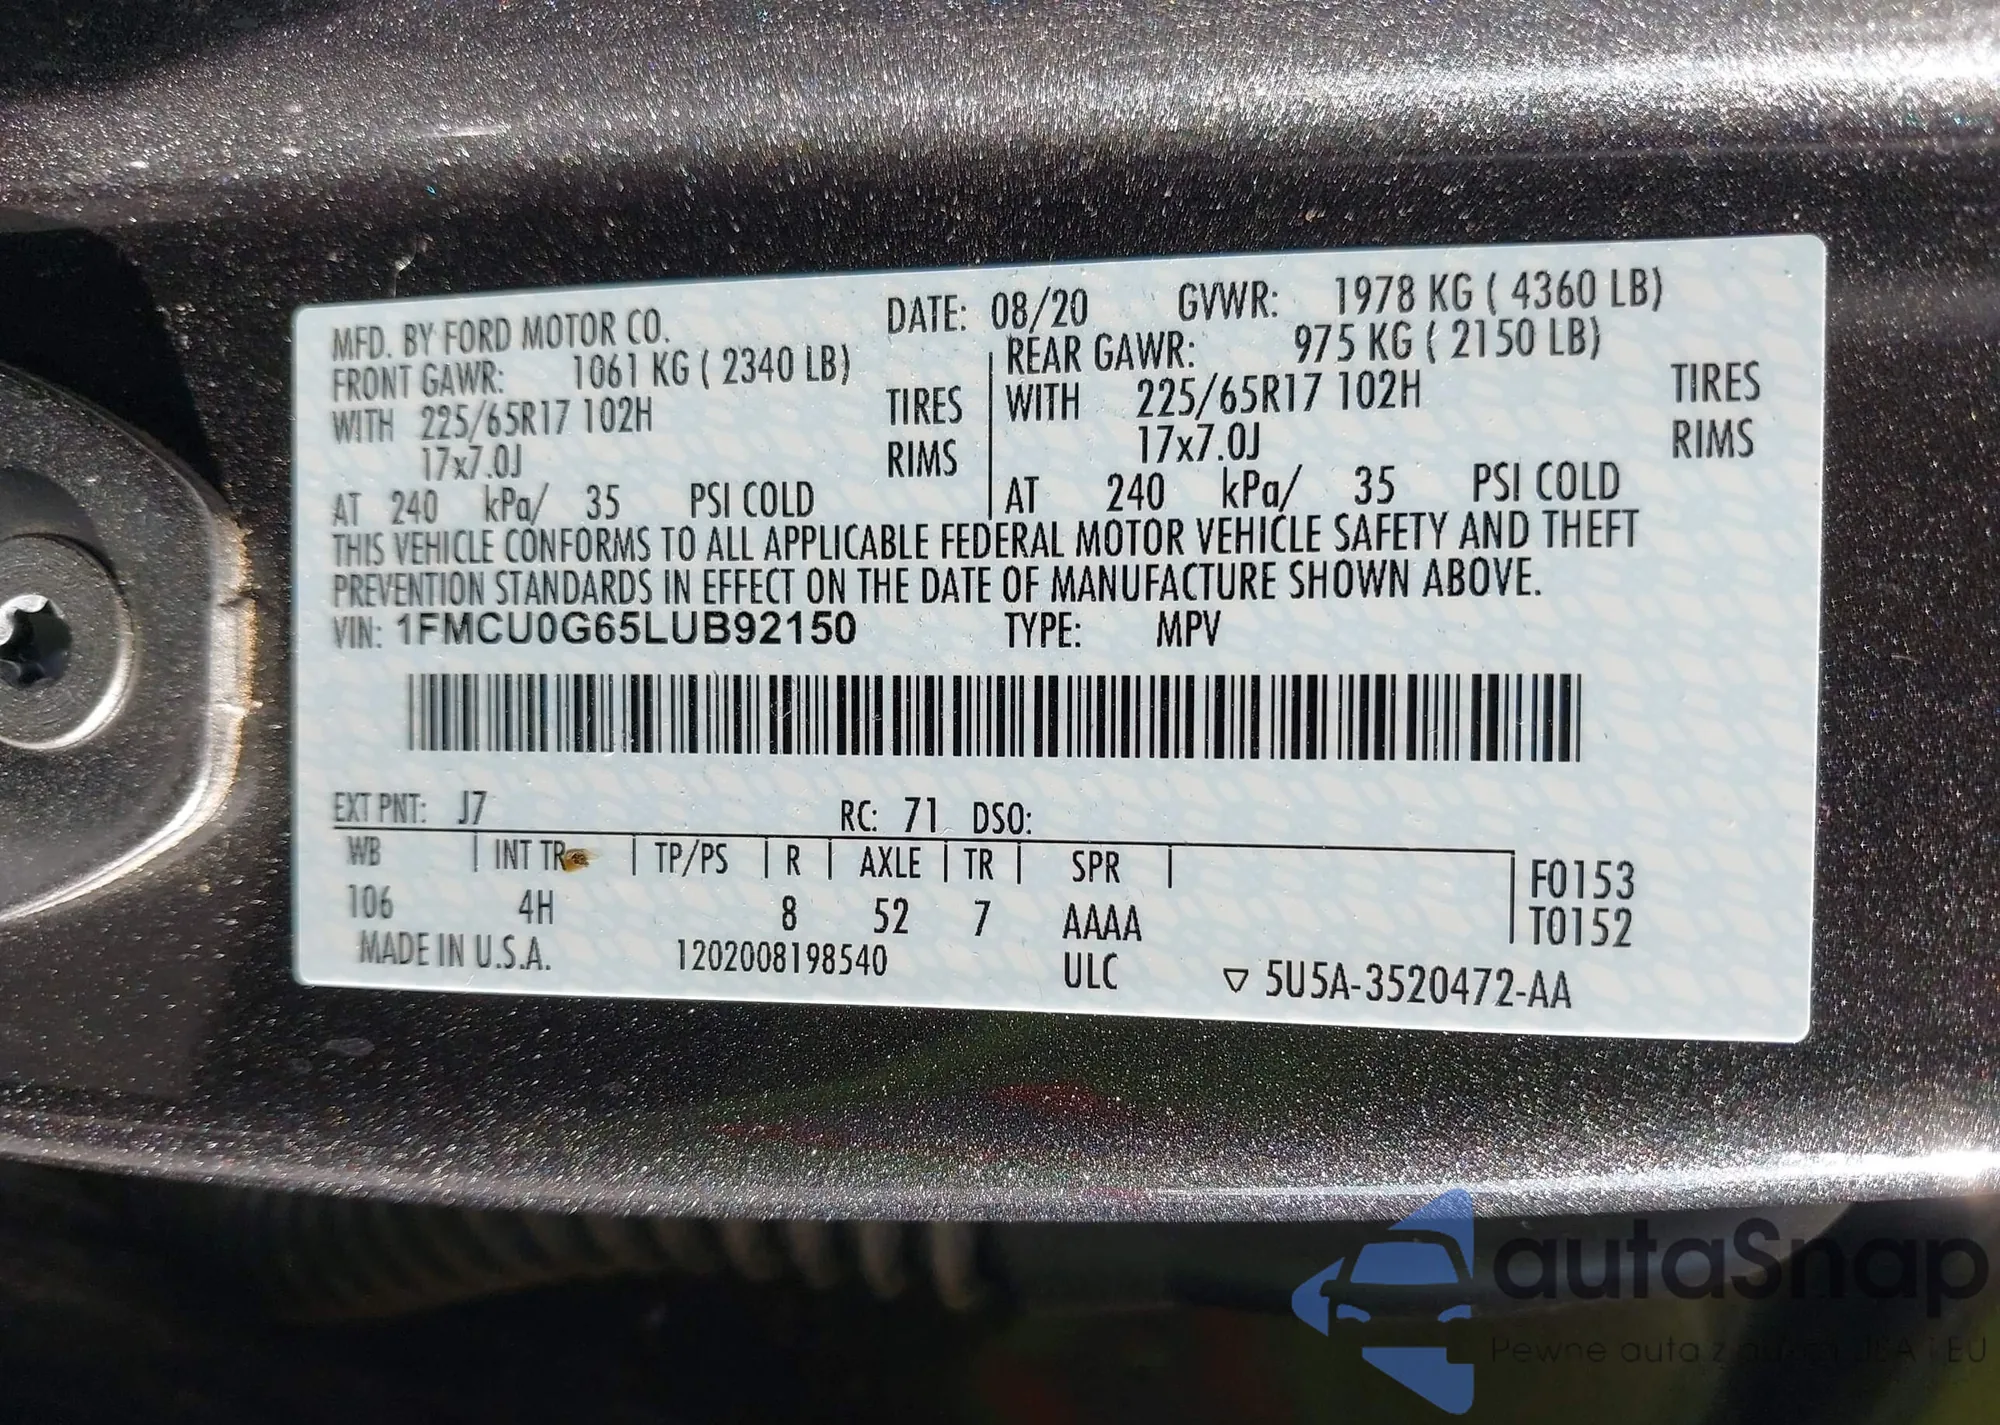 MFD. BY FORD MOTOR CO. DATE: 08/20 GVWR: 1978 KG ( 4360 LB)
FRONT GAWR: 1061 KG ( 2340 LB) REAR GAWR: 975 KG ( 2150 LB)
WITH 225/65R17 102H TIRES WITH 225/65R17 102H TIRES
17x7.0J RIMS 17x7.0J RIMS
AT 240 kPa/ 35 PSI COLD AT 240 kPa/ 35 PSI COLD
THIS VEHICLE CONFORMS TO ALL APPLICABLE FEDERAL MOTOR VEHICLE SAFETY AND THEFT
PREVENTION STANDARDS IN EFFECT ON THE DATE OF MANUFACTURE SHOWN ABOVE.
VIN: 1FMCU0G65LUB92150 TYPE: MPV
EXT PNT: J7 RC: 71 DSO:
WB INT TR TP/PS R AXLE TR SPR F0153
106 4H 8 52 7 AAAA T0152
MADE IN U.S.A. 1202008198540 ULC ▽ 5U5A-3520472-AA
autaSnap
Pewne auta z USA i EU